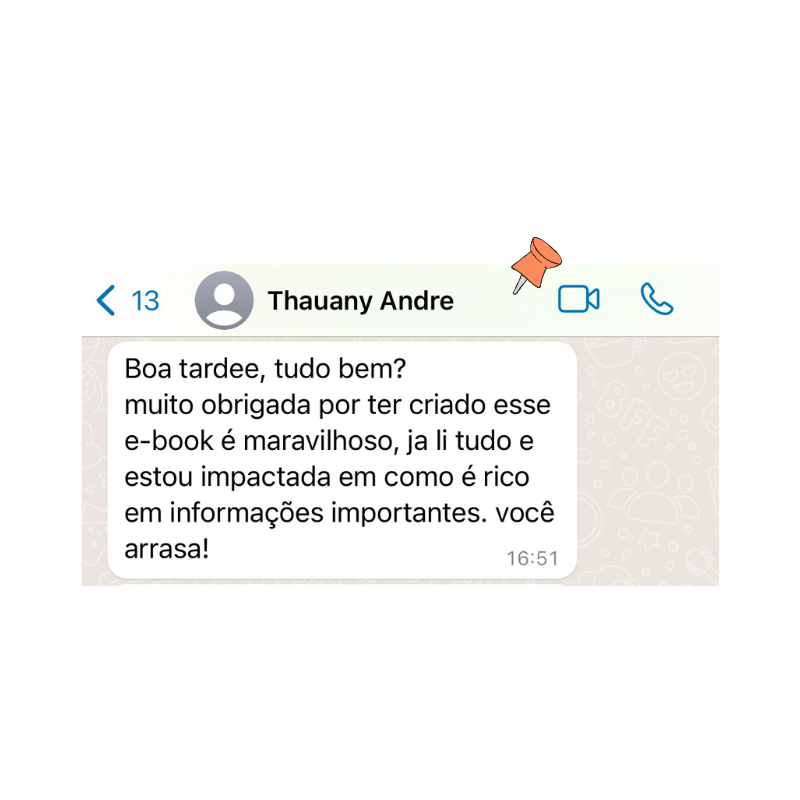 13 Thauany Andre
Boa tardee, tudo bem?
muito obrigada por ter criado esse
e-book é maravilhoso, ja li tudo e
estou impactada em como é rico
em informações importantes. você
arrasa!
16:51
BFF